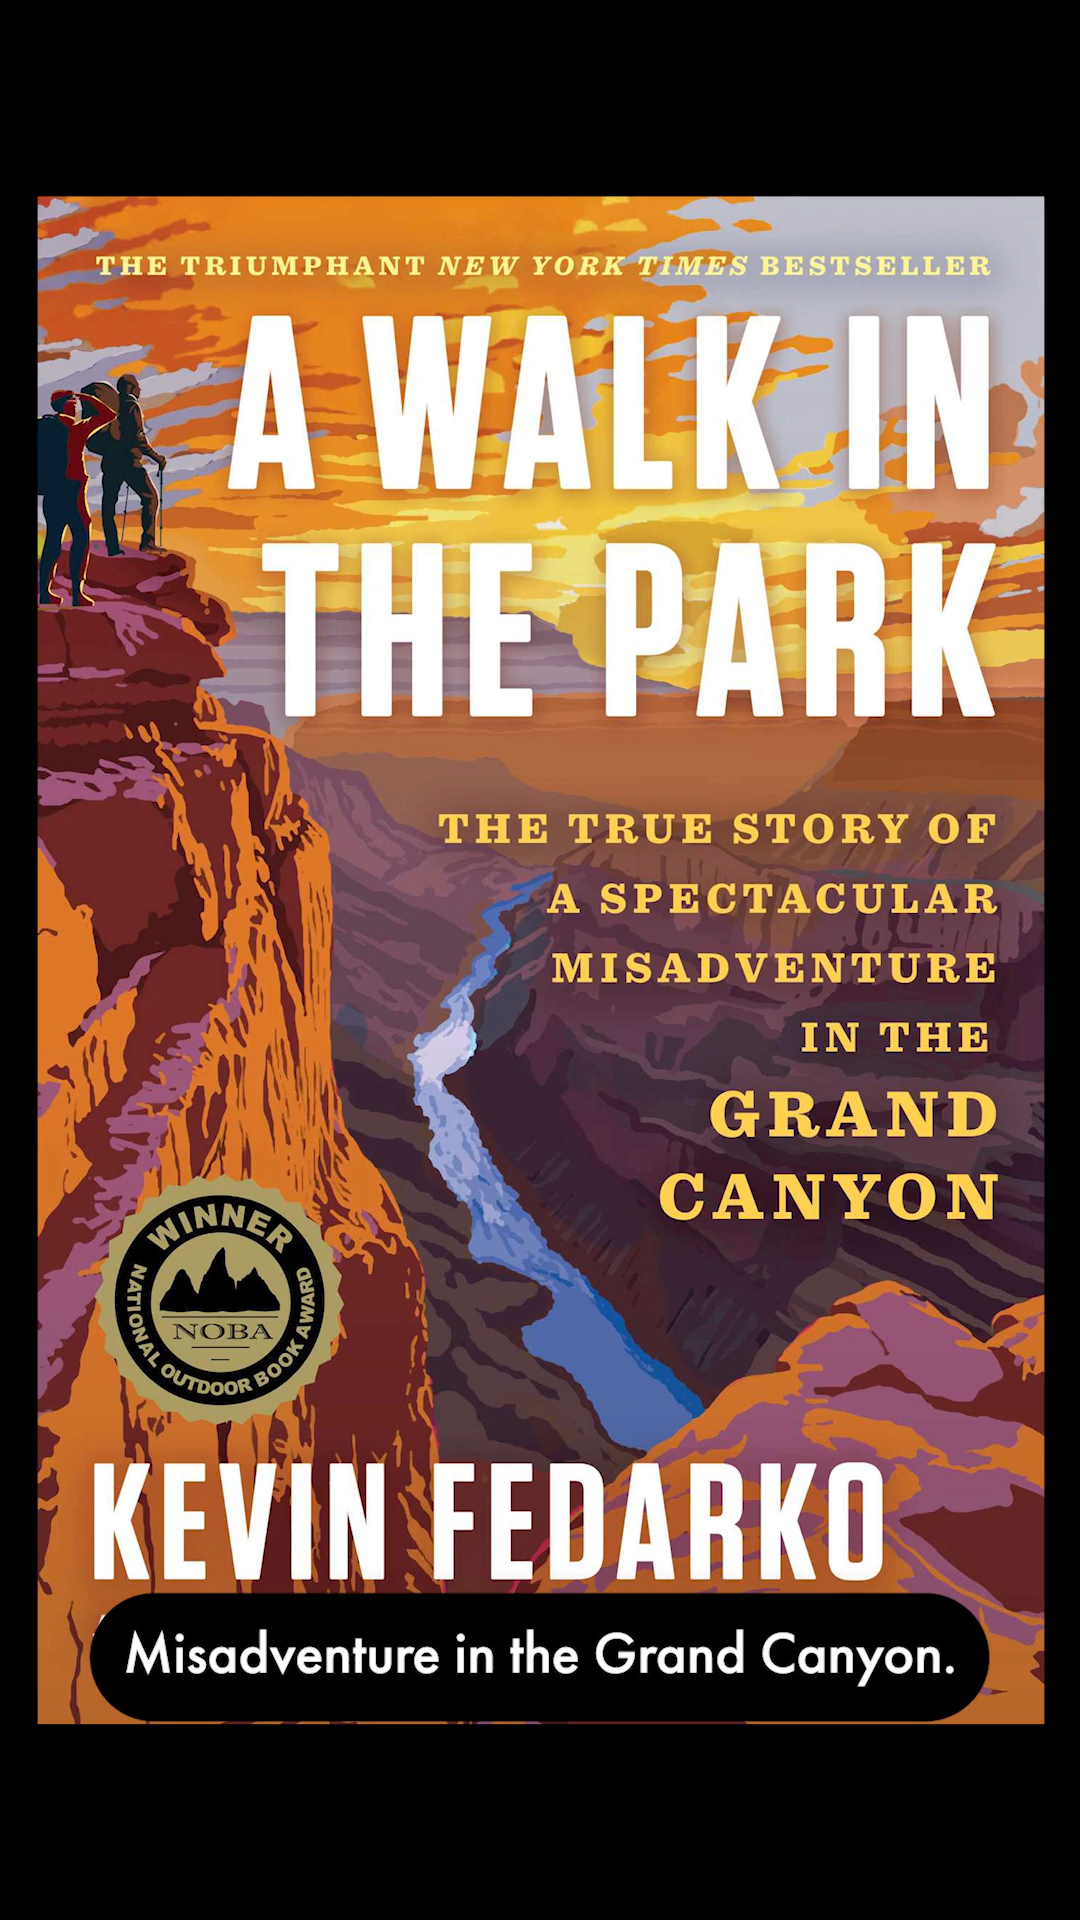 THE TRIUMPHANT NEW YORK TIMES BESTSELLER
A WALK IN
THE PARK
THE TRUE STORY OF
A SPECTACULAR
MISADVENTURE
IN THE
GRAND
CANYON
WINNER
NOBA
NATIONAL OUTDOOR BOOK AWARD
KEVIN FEDARKO
Misadventure in the Grand Canyon.